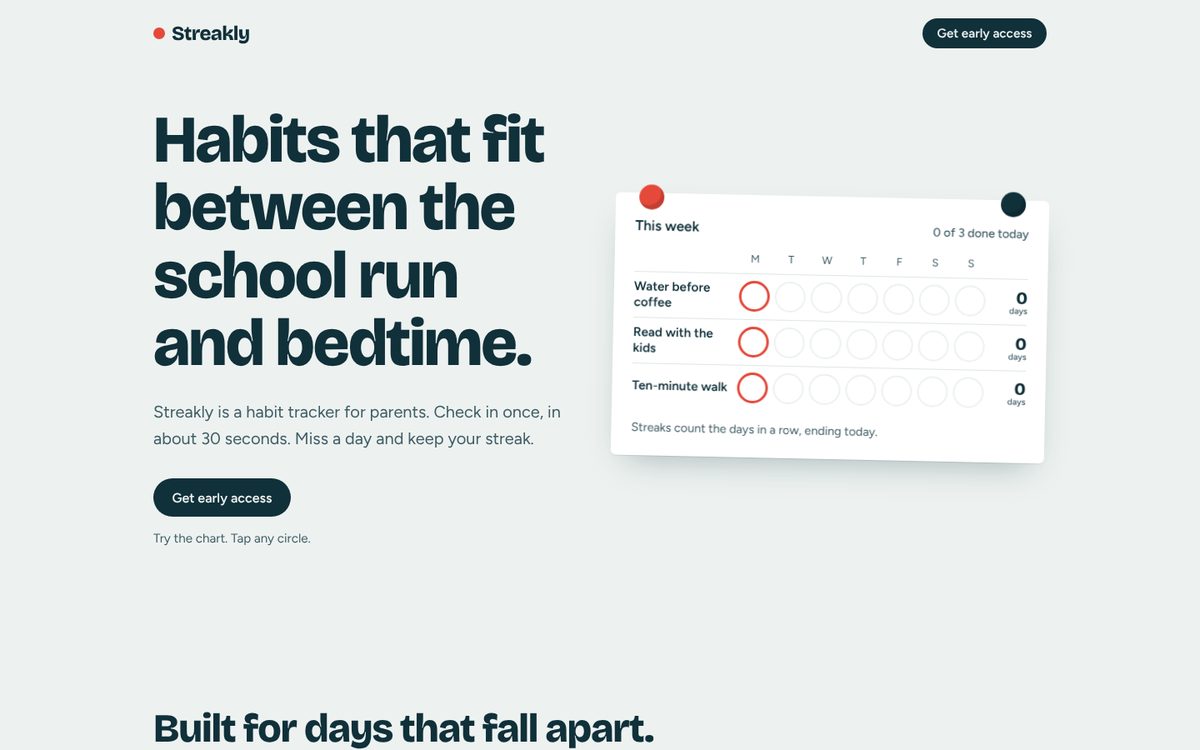 Streakly
Get early access
Habits that fit
between the
school run
and bedtime.
Streakly is a habit tracker for parents. Check in once, in
about 30 seconds. Miss a day and keep your streak.
Get early access
Try the chart. Tap any circle.
This week
0 of 3 done today
M T W T F S S
Water before
coffee
0
days
Read with the
kids
0
days
Ten-minute walk
0
days
Streaks count the days in a row, ending today.
Built for days that fall apart.